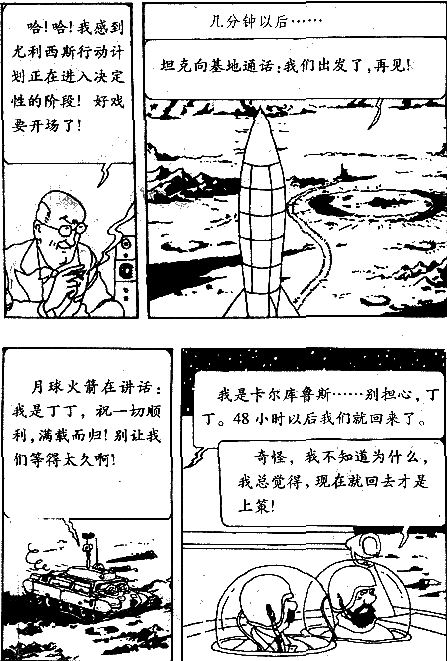 哈!哈!我感到
尤利西斯行动计
划正在进入决定
性的阶段! 好戏
要开场了!
几分钟以后……
坦克向基地通话:我们出发了,再见!
月球火箭在讲话:
我是丁丁,祝一切顺
利,满载而归! 别让我
们等得太久啊!
我是卡尔库鲁斯……别担心,丁
丁。48 小时以后我们就回来了。
奇怪,我不知道为什么,
我总觉得,现在就回去才是
上策!